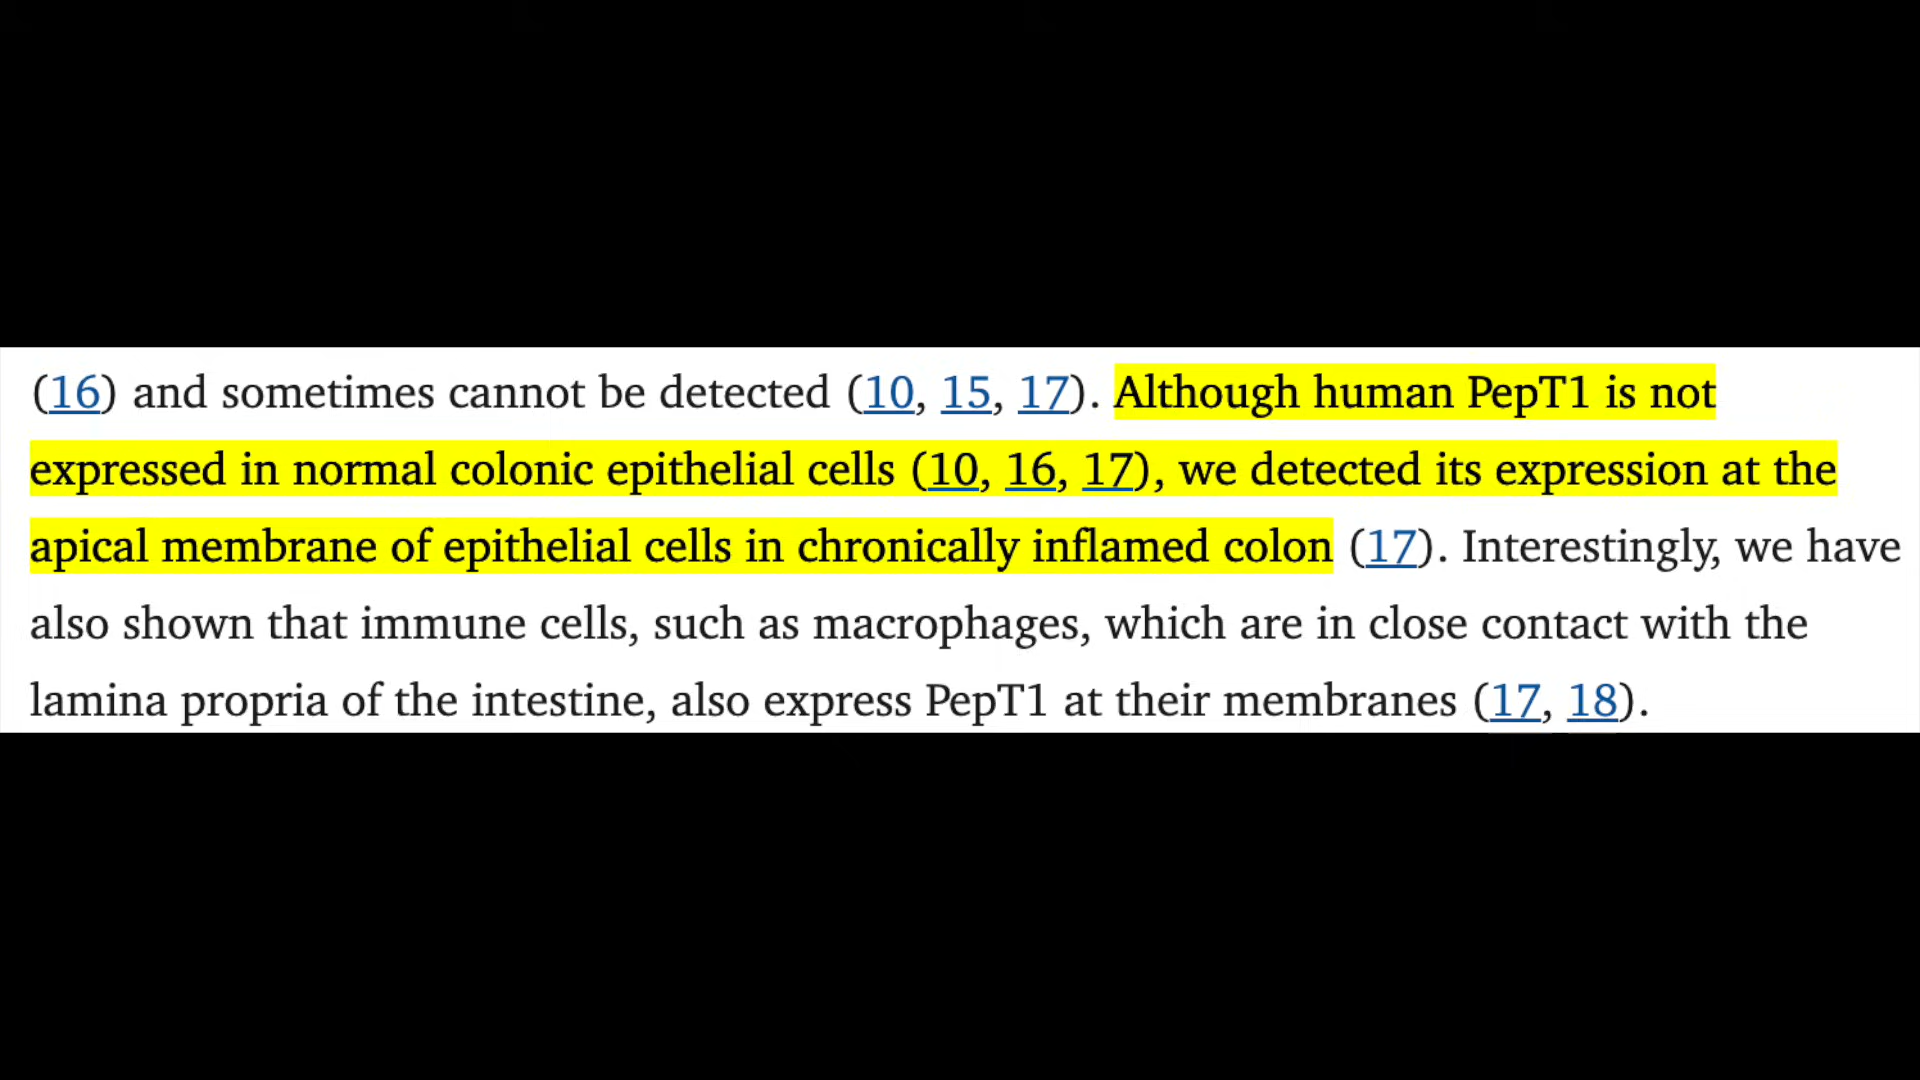 (16) and sometimes cannot be detected (10, 15, 17). Although human PepT1 is not
expressed in normal colonic epithelial cells (10, 16, 17), we detected its expression at the
apical membrane of epithelial cells in chronically inflamed colon (17). Interestingly, we have
also shown that immune cells, such as macrophages, which are in close contact with the
lamina propria of the intestine, also express PepT1 at their membranes (17, 18).